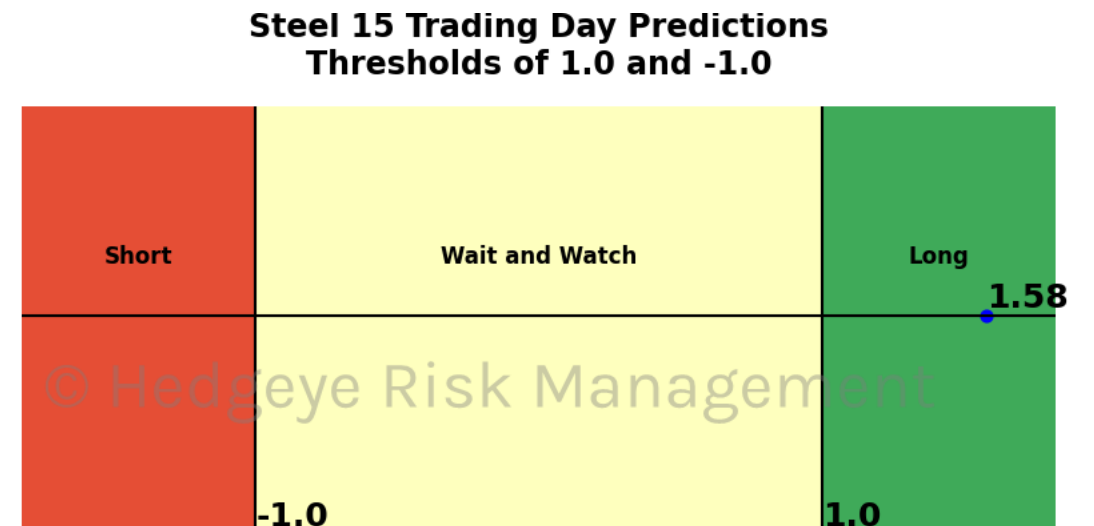 Steel 15 Trading Day Predictions
Thresholds of 1.0 and -1.0
Short
Wait and Watch
Long
1.58
© Hedgeye Risk Management
-1.0
1.0